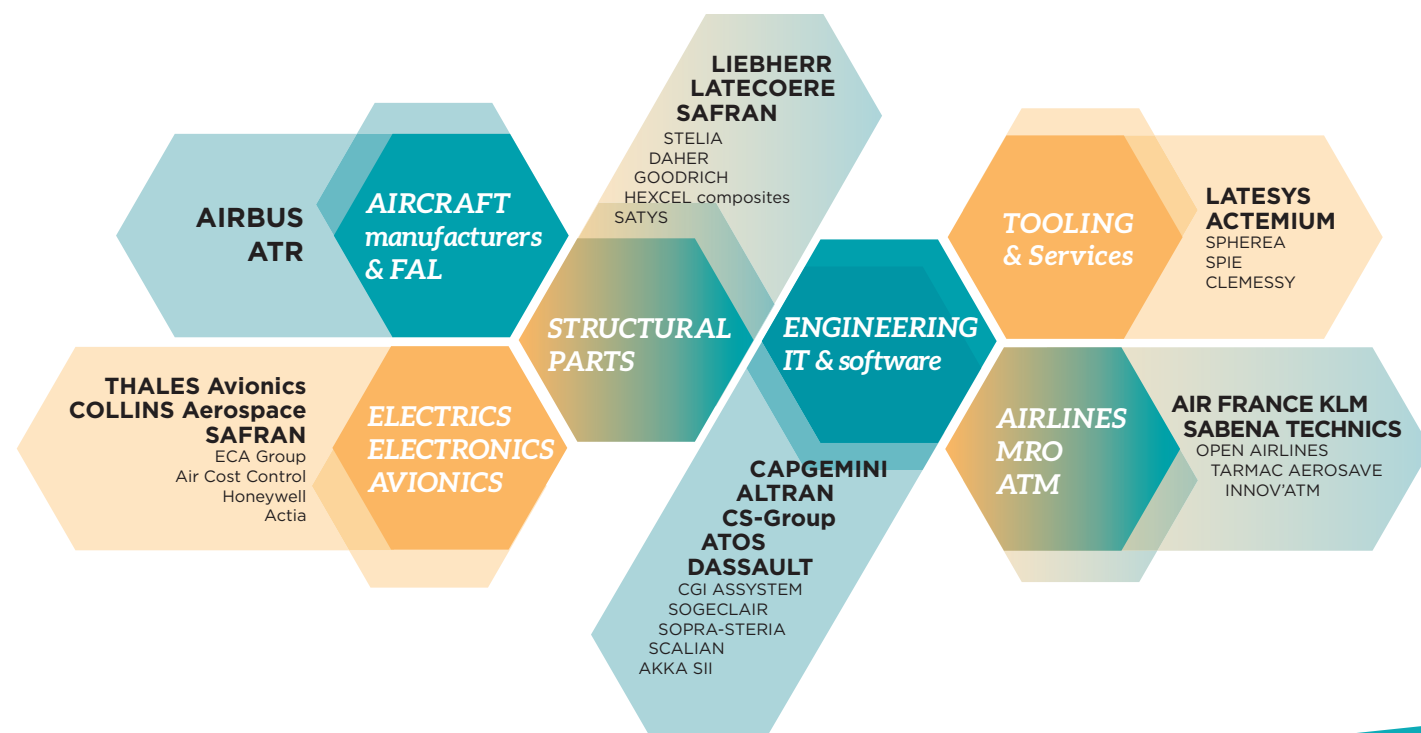 AIRBUS
ATR
AIRCRAFT
manufacturers
& FAL
THALES Avionics
COLLINS Aerospace
SAFRAN
ECA Group
Air Cost Control
Honeywell
Actia
ELECTRICS
ELECTRONICS
AVIONICS
LIEBHERR
LATECOERE
SAFRAN
STELIA
DAHER
GOODRICH
HEXCEL composites
SATYS
STRUCTURAL
PARTS
ENGINEERING
IT & software
CAPGEMINI
ALTRAN
CS-Group
ATOS
DASSAULT
CGI ASSYSTEM
SOGECLAIR
SOPRA-STERIA
SCALIAN
AKKA SII
TOOLING
& Services
LATESYS
ACTEMIUM
SPHEREA
SPIE
CLEMESSY
AIRLINES
MRO
ATM
AIR FRANCE KLM
SABENA TECHNICS
OPEN AIRLINES
TARMAC AEROSAVE
INNOV’ATM